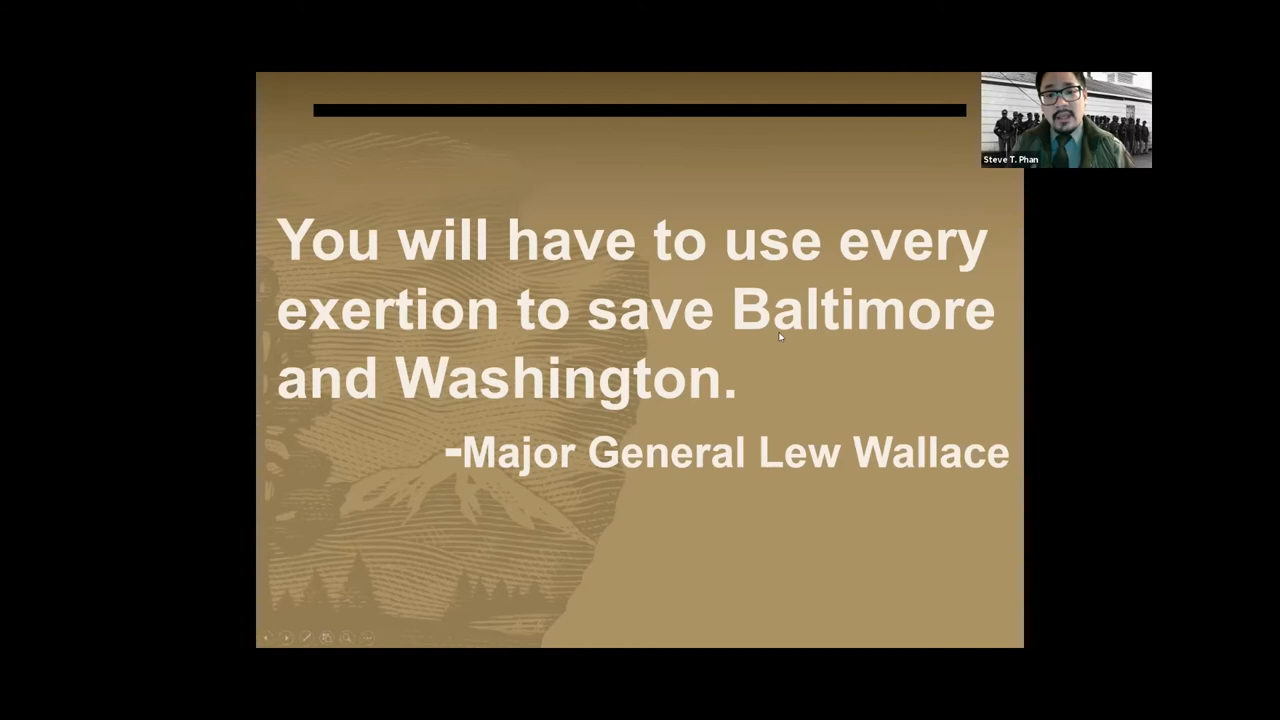 You will have to use every
exertion to save Baltimore
and Washington.
-Major General Lew Wallace
Steve T. Phan